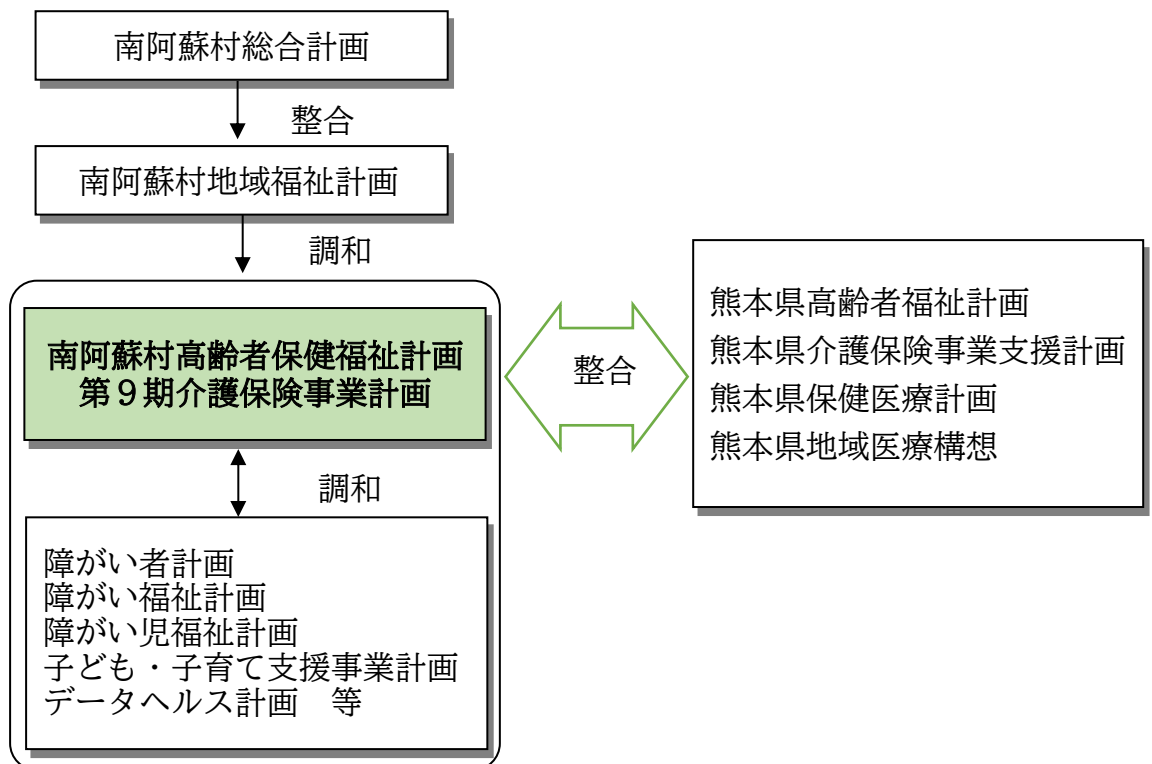 南阿蘇村総合計画
整合
南阿蘇村地域福祉計画
調和
南阿蘇村高齢者保健福祉計画
第９期介護保険事業計画
調和
障がい者計画
障がい福祉計画
障がい児福祉計画
子ども・子育て支援事業計画
データヘルス計画　等
整合
熊本県高齢者福祉計画
熊本県介護保険事業支援計画
熊本県保健医療計画
熊本県地域医療構想